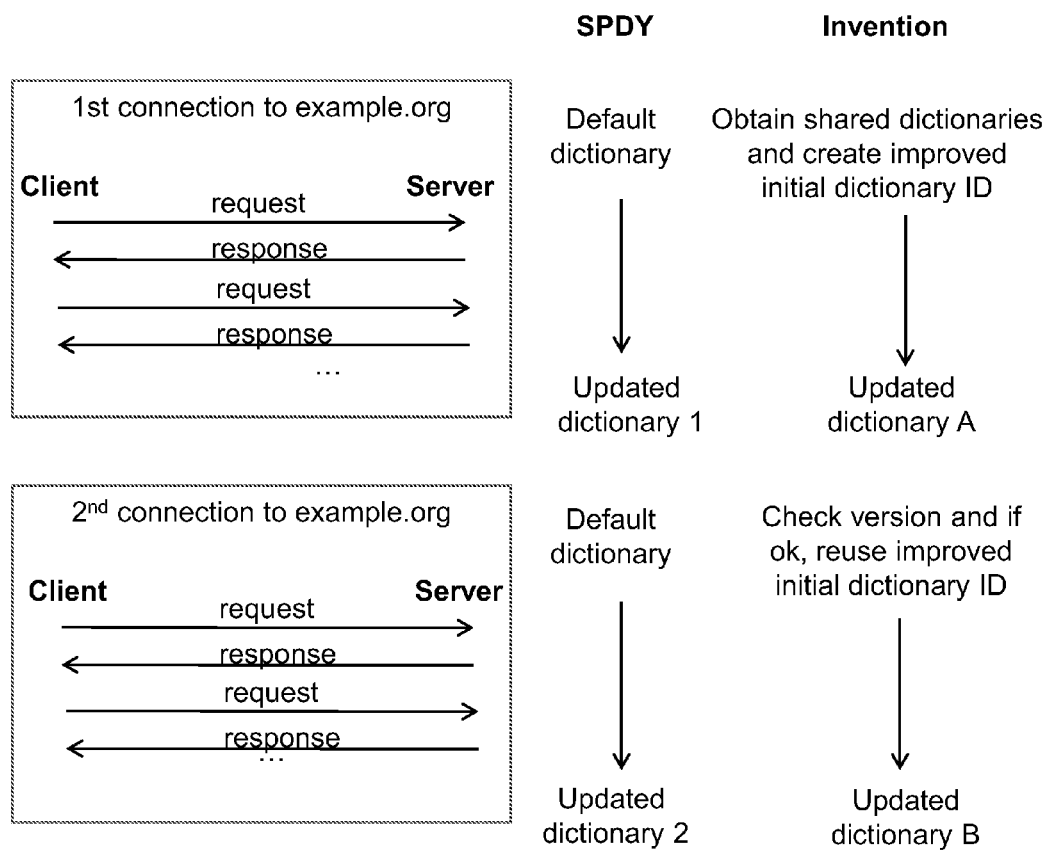 SPDY Invention
1st connection to example.org
Default
dictionary
Obtain shared dictionaries
and create improved
initial dictionary ID
Client Server
request
response
request
response
...
Updated
dictionary 1
Updated
dictionary A
2nd connection to example.org
Default
dictionary
Check version and if
ok, reuse improved
initial dictionary ID
Client Server
request
response
request
response
...
Updated
dictionary 2
Updated
dictionary B